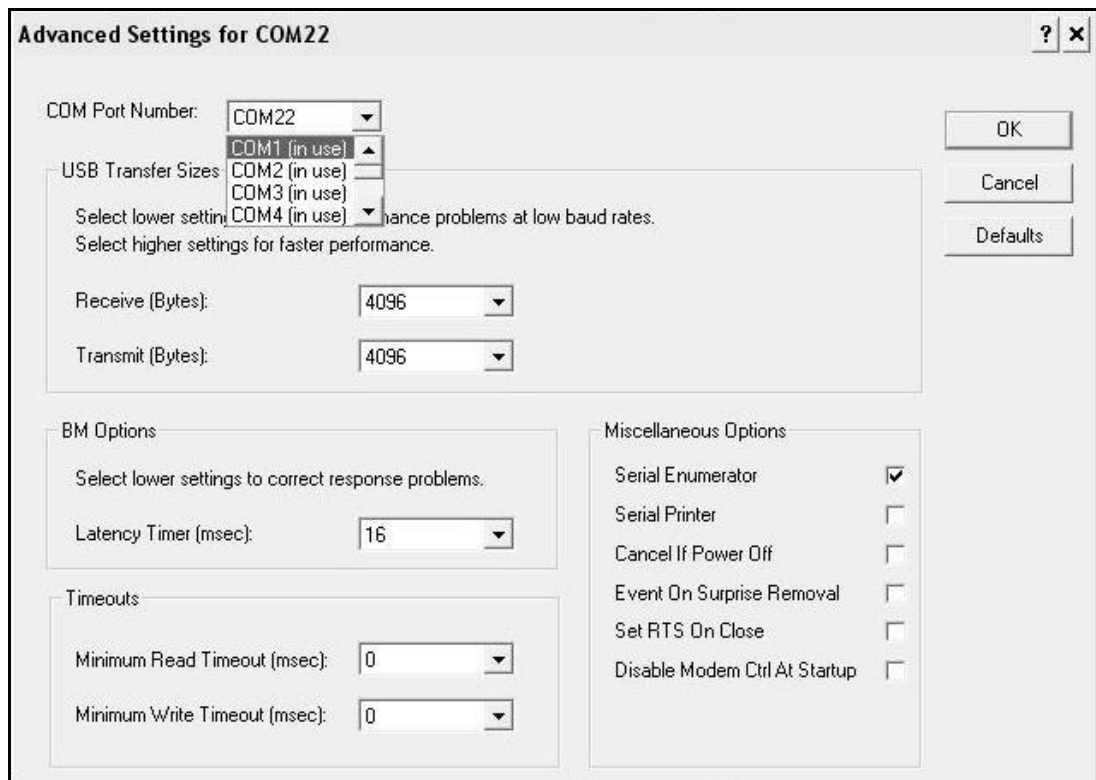 Advanced Settings for COM22
? 
COM Port Number: COM22
COM1 (in use)
COM2 (in use)
COM3 (in use)
COM4 (in use)
OK
Cancel
Defaults
USB Transfer Sizes
Select lower settin mance problems at low baud rates.
Select higher settings for faster performance.
Receive (Bytes): 4096
Transmit (Bytes): 4096
BM Options
Select lower settings to correct response problems.
Latency Timer (msec): 16
Timeouts
Minimum Read Timeout (msec): 0
Minimum Write Timeout (msec): 0
Miscellaneous Options
Serial Enumerator
Serial Printer
Cancel If Power Off
Event On Surprise Removal
Set RTS On Close
Disable Modem Ctrl At Startup